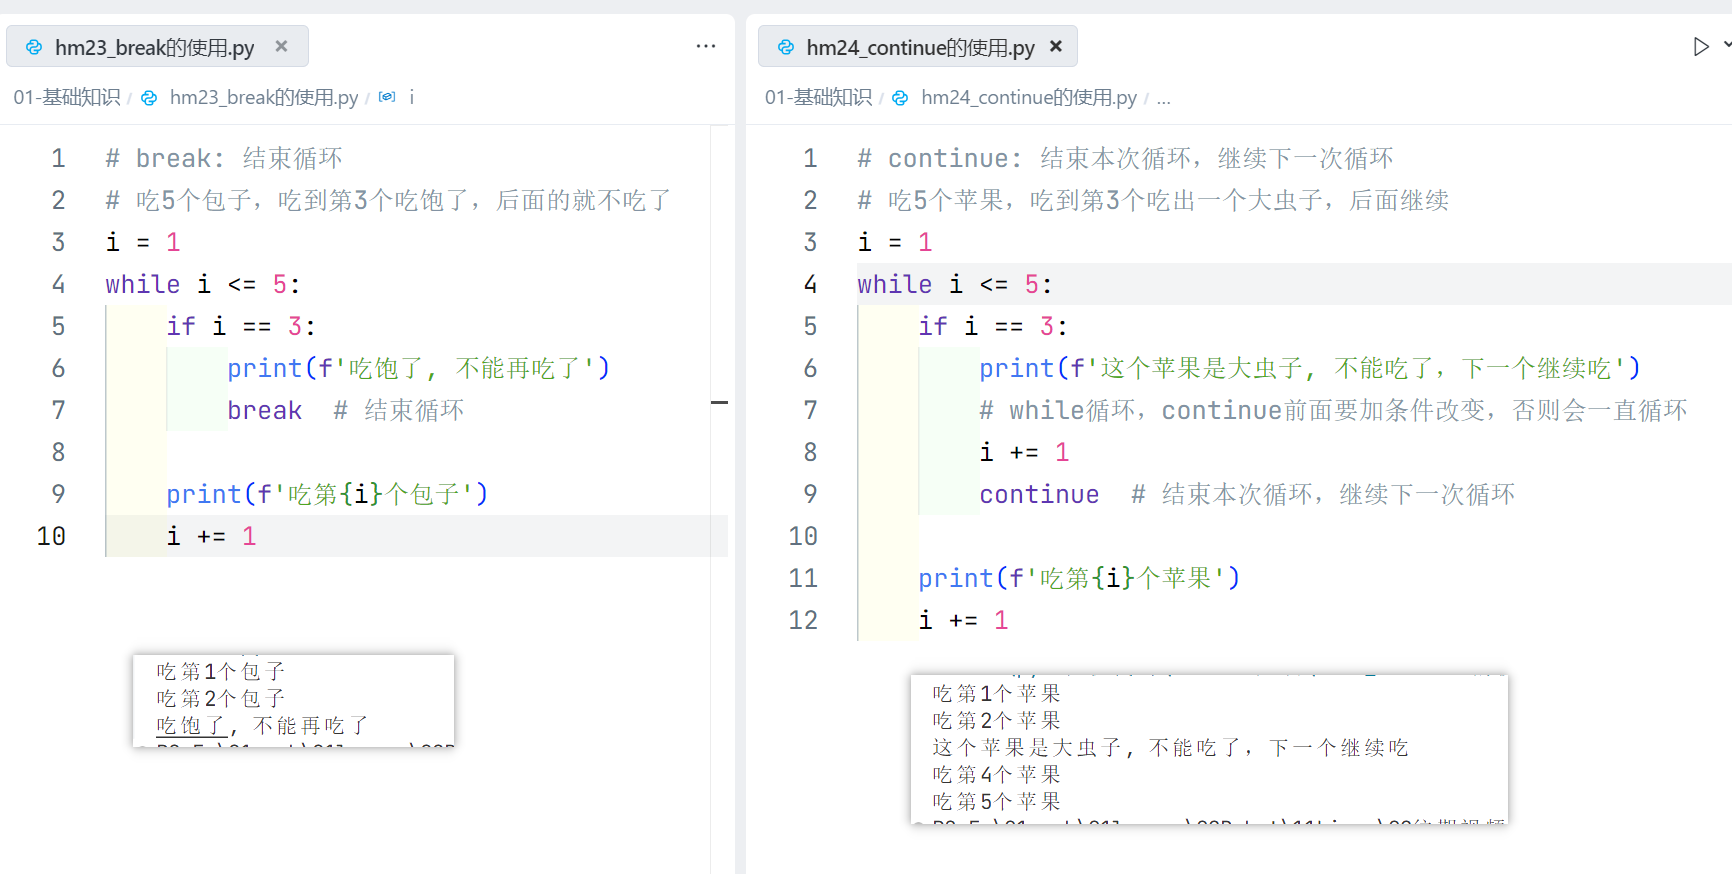 hm23_break的使用.py
01-基础知识 / hm23_break的使用.py / i
1 # break: 结束循环
2 # 吃5个包子，吃到第3个吃饱了，后面的就不吃了
3 i = 1
4 while i <= 5:
5 if i == 3:
6 print(f'吃饱了, 不能再吃了')
7 break # 结束循环
8
9 print(f'吃第{i}个包子')
10 i += 1
吃第1个包子
吃第2个包子
吃饱了, 不能再吃了
hm24_continue的使用.py
01-基础知识 / hm24_continue的使用.py / ...
1 # continue: 结束本次循环，继续下一次循环
2 # 吃5个苹果，吃到第3个吃出一个大虫子，后面继续
3 i = 1
4 while i <= 5:
5 if i == 3:
6 print(f'这个苹果是大虫子, 不能吃了，下一个继续吃')
7 # while循环，continue前面要加条件改变，否则会一直循环
8 i += 1
9 continue # 结束本次循环，继续下一次循环
10
11 print(f'吃第{i}个苹果')
12 i += 1
吃第1个苹果
吃第2个苹果
这个苹果是大虫子, 不能吃了，下一个继续吃
吃第4个苹果
吃第5个苹果